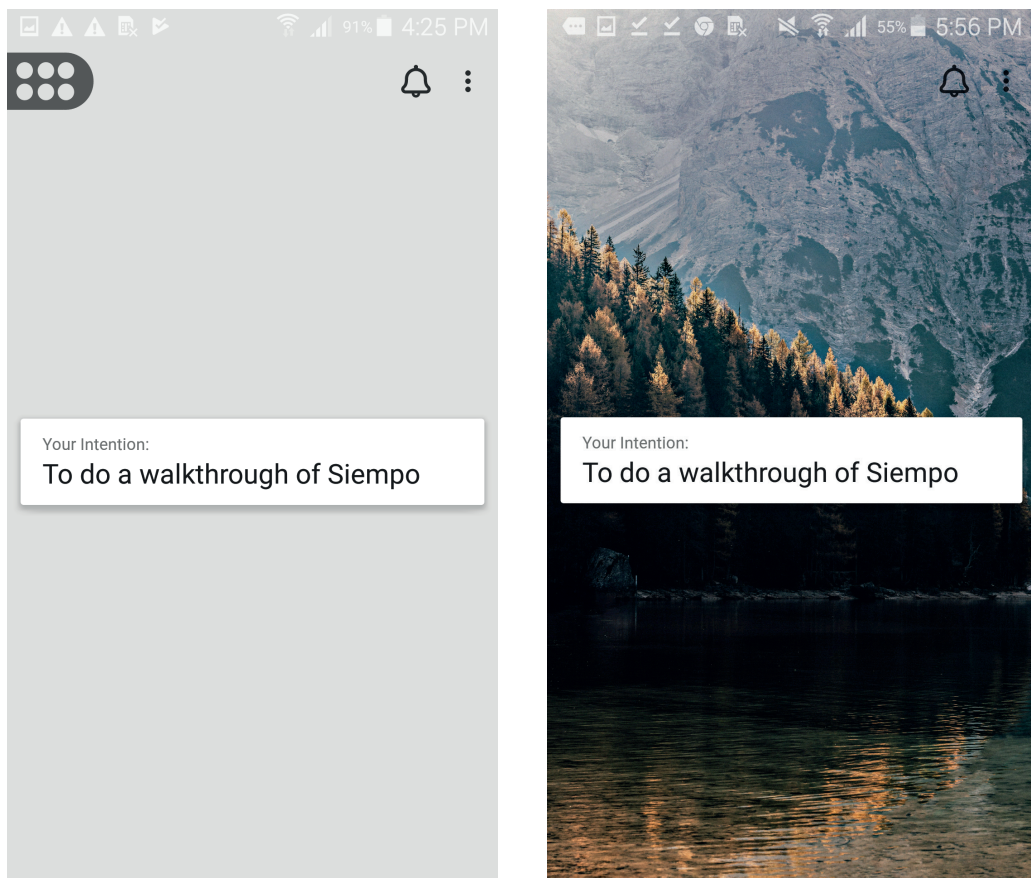 91% 4:25 PM
Your Intention:
To do a walkthrough of Siempo
55% 5:56 PM
Your Intention:
To do a walkthrough of Siempo